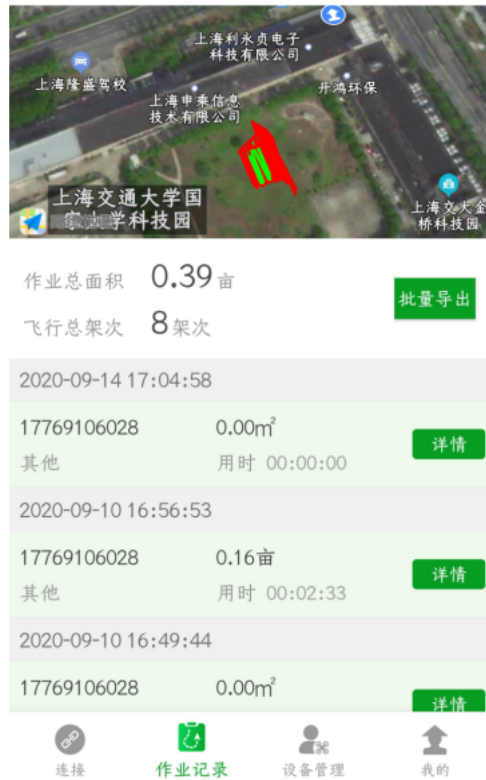 上海利永贞电子
科技有限公司
上海隆盛驾校
开鸿环保
上海申乘信息
技术有限公司
上海交通大学国
家大学科技园
上海交大金
桥科技园
作业总面积 0.39亩
批量导出
飞行总架次 8架次
2020-09-14 17:04:58
17769106028 0.00㎡
详情
其他 用时 00:00:00
2020-09-10 16:56:53
17769106028 0.16亩
详情
其他 用时 00:02:33
2020-09-10 16:49:44
17769106028 0.00㎡
详情
连接 作业记录 设备管理 我的